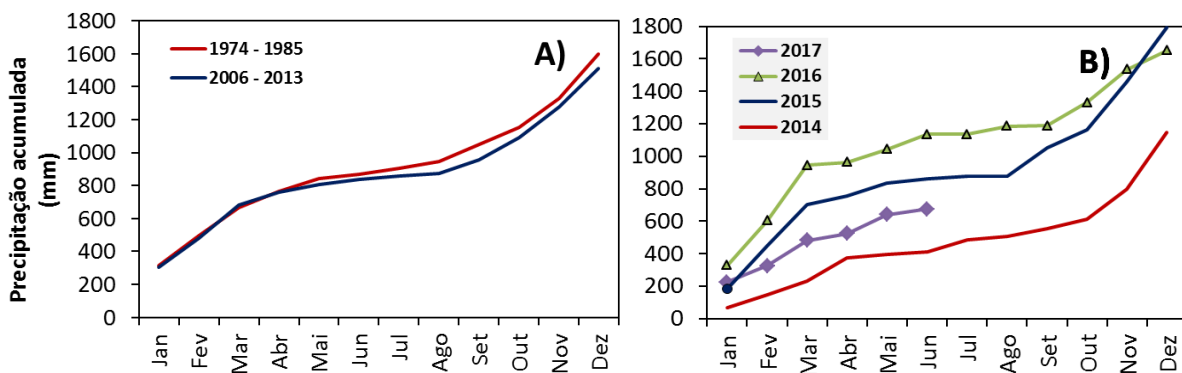 Precipitação acumulada
(mm)
1800
1600
1400
1200
1000
800
600
400
200
0
1974 - 1985
2006 - 2013
A)
Jan
Fev
Mar
Abr
Mai
Jun
Jul
Ago
Set
Out
Nov
Dez
1800
1600
1400
1200
1000
800
600
400
200
0
2017
2016
2015
2014
B)
Jan
Fev
Mar
Abr
Mai
Jun
Jul
Ago
Set
Out
Nov
Dez